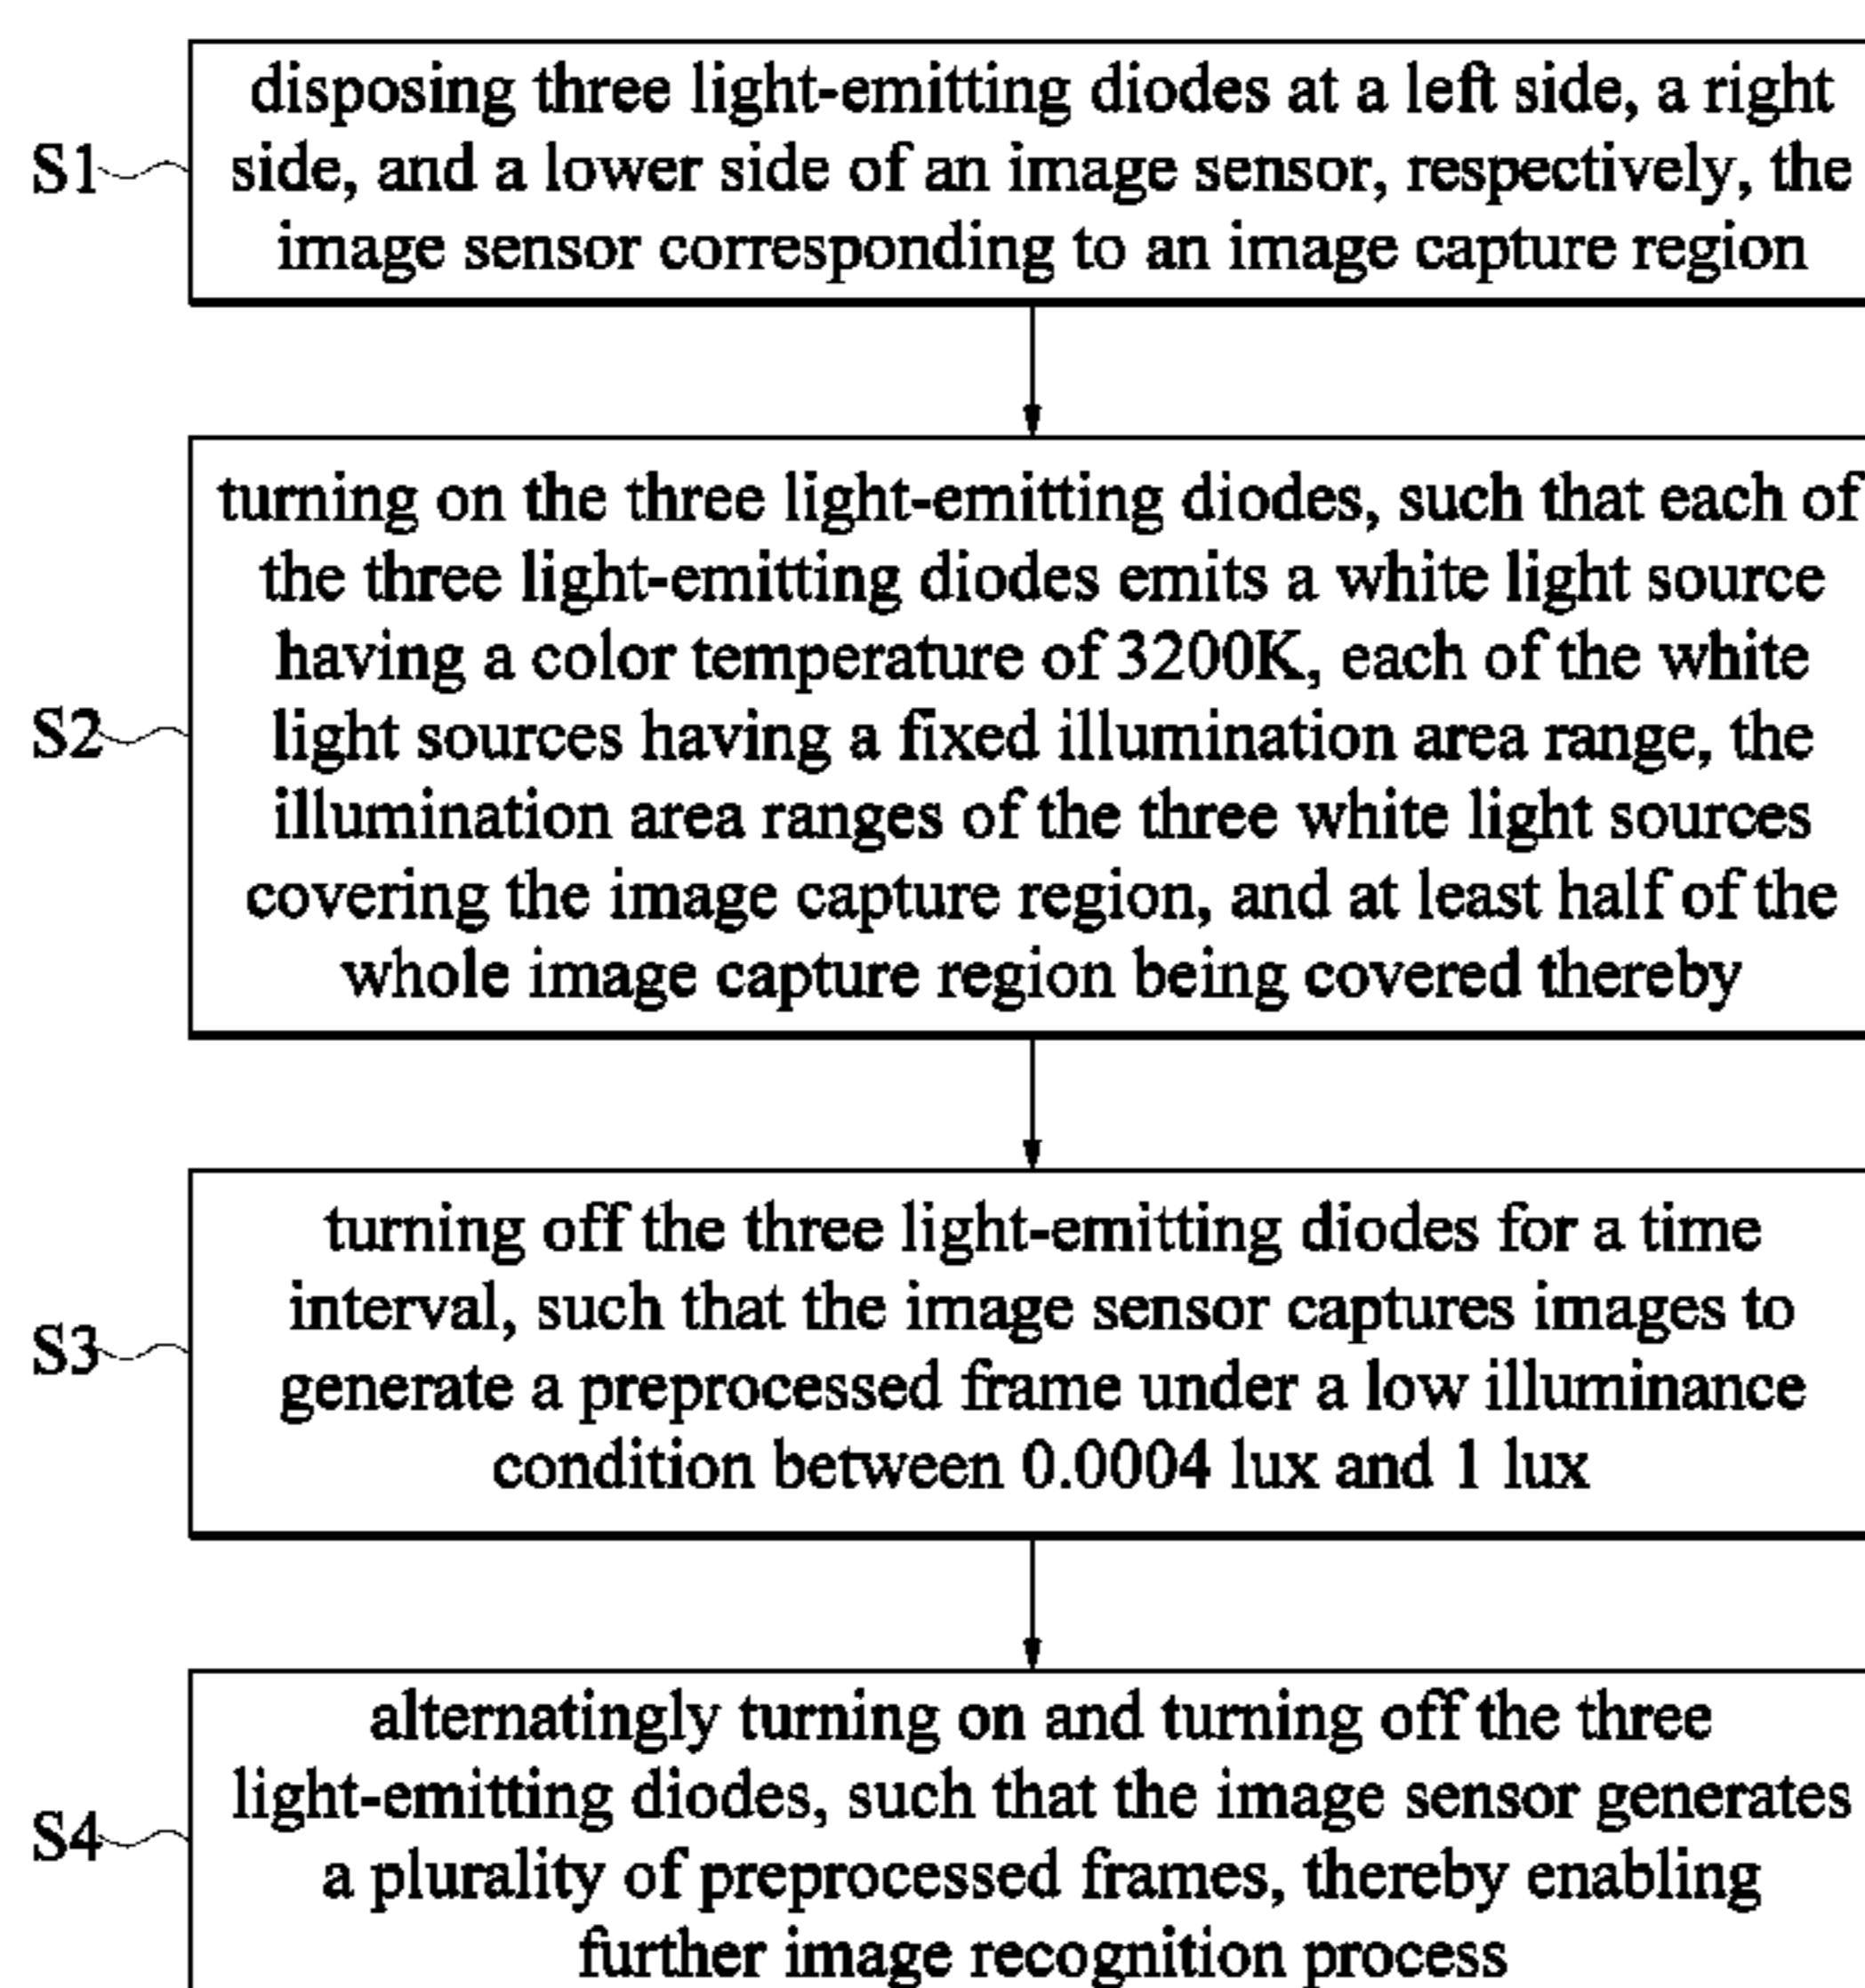 disposing three light-emitting diodes at a left side, a right
S1 side, and a lower side of an image sensor, respectively, the
image sensor corresponding to an image capture region
turning on the three light-emitting diodes, such that each of
the three light-emitting diodes emits a white light source
having a color temperature of 3200K, each of the white
S2 light sources having a fixed illumination area range, the
illumination area ranges of the three white light sources
covering the image capture region, and at least half of the
whole image capture region being covered thereby
turning off the three light-emitting diodes for a time
interval, such that the image sensor captures images to
S3 generate a preprocessed frame under a low illuminance
condition between 0.0004 lux and 1 lux
alternatingly turning on and turning off the three
light-emitting diodes, such that the image sensor generates
S4 a plurality of preprocessed frames, thereby enabling
further image recognition process